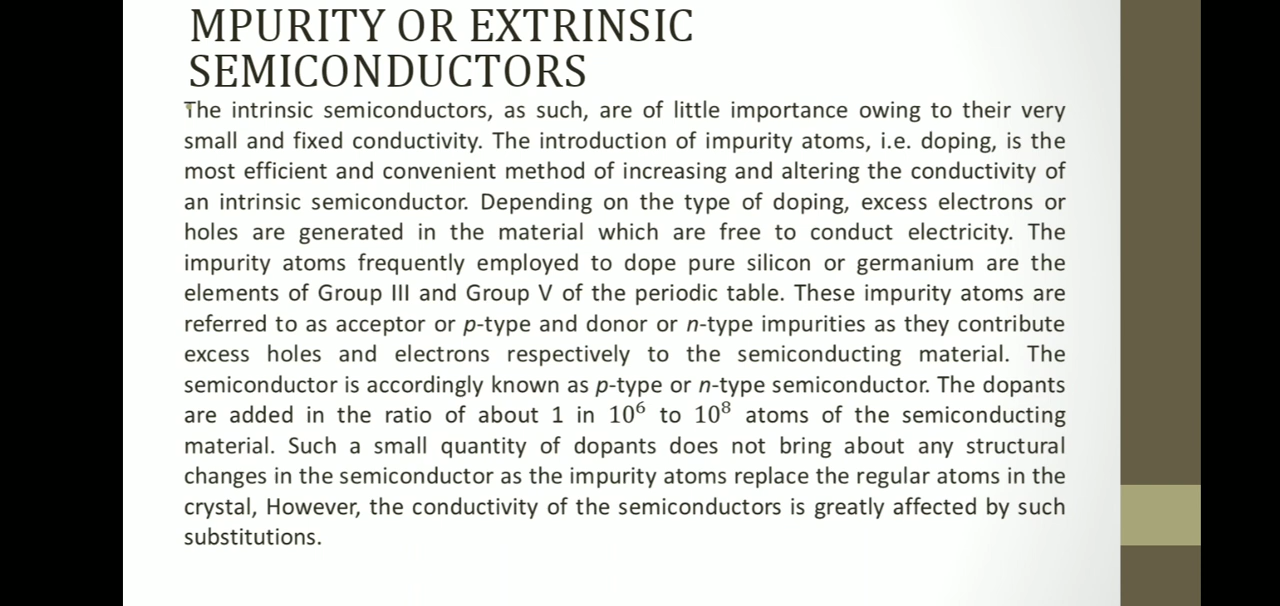 MPURITY OR EXTRINSIC
SEMICONDUCTORS
The intrinsic semiconductors, as such, are of little importance owing to their very
small and fixed conductivity. The introduction of impurity atoms, i.e. doping, is the
most efficient and convenient method of increasing and altering the conductivity of
an intrinsic semiconductor. Depending on the type of doping, excess electrons or
holes are generated in the material which are free to conduct electricity. The
impurity atoms frequently employed to dope pure silicon or germanium are the
elements of Group III and Group V of the periodic table. These impurity atoms are
referred to as acceptor or p-type and donor or n-type impurities as they contribute
excess holes and electrons respectively to the semiconducting material. The
semiconductor is accordingly known as p-type or n-type semiconductor. The dopants
are added in the ratio of about 1 in 10⁶ to 10⁸ atoms of the semiconducting
material. Such a small quantity of dopants does not bring about any structural
changes in the semiconductor as the impurity atoms replace the regular atoms in the
crystal, However, the conductivity of the semiconductors is greatly affected by such
substitutions.